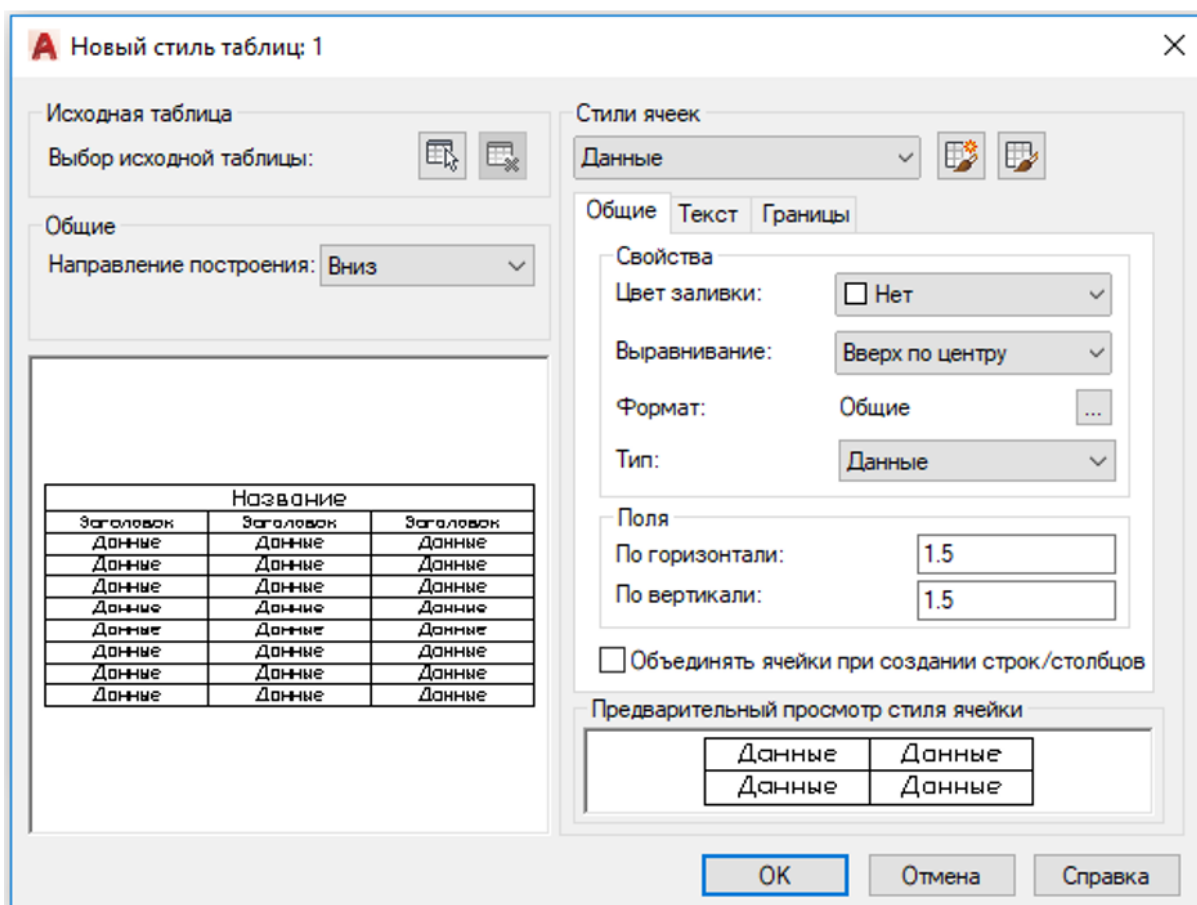 Новый стиль таблиц: 1
Исходная таблица
Выбор исходной таблицы:
Общие
Направление построения: Вниз
Название
Заголовок Заголовок Заголовок
Данные Данные Данные
Данные Данные Данные
Данные Данные Данные
Данные Данные Данные
Данные Данные Данные
Данные Данные Данные
Данные Данные Данные
Данные Данные Данные
Стили ячеек
Данные
Общие Текст Границы
Свойства
Цвет заливки: Нет
Выравнивание: Вверх по центру
Формат: Общие ...
Тип: Данные
Поля
По горизонтали: 1.5
По вертикали: 1.5
Объединять ячейки при создании строк/столбцов
Предварительный просмотр стиля ячейки
Данные Данные
Данные Данные
OK Отмена Справка